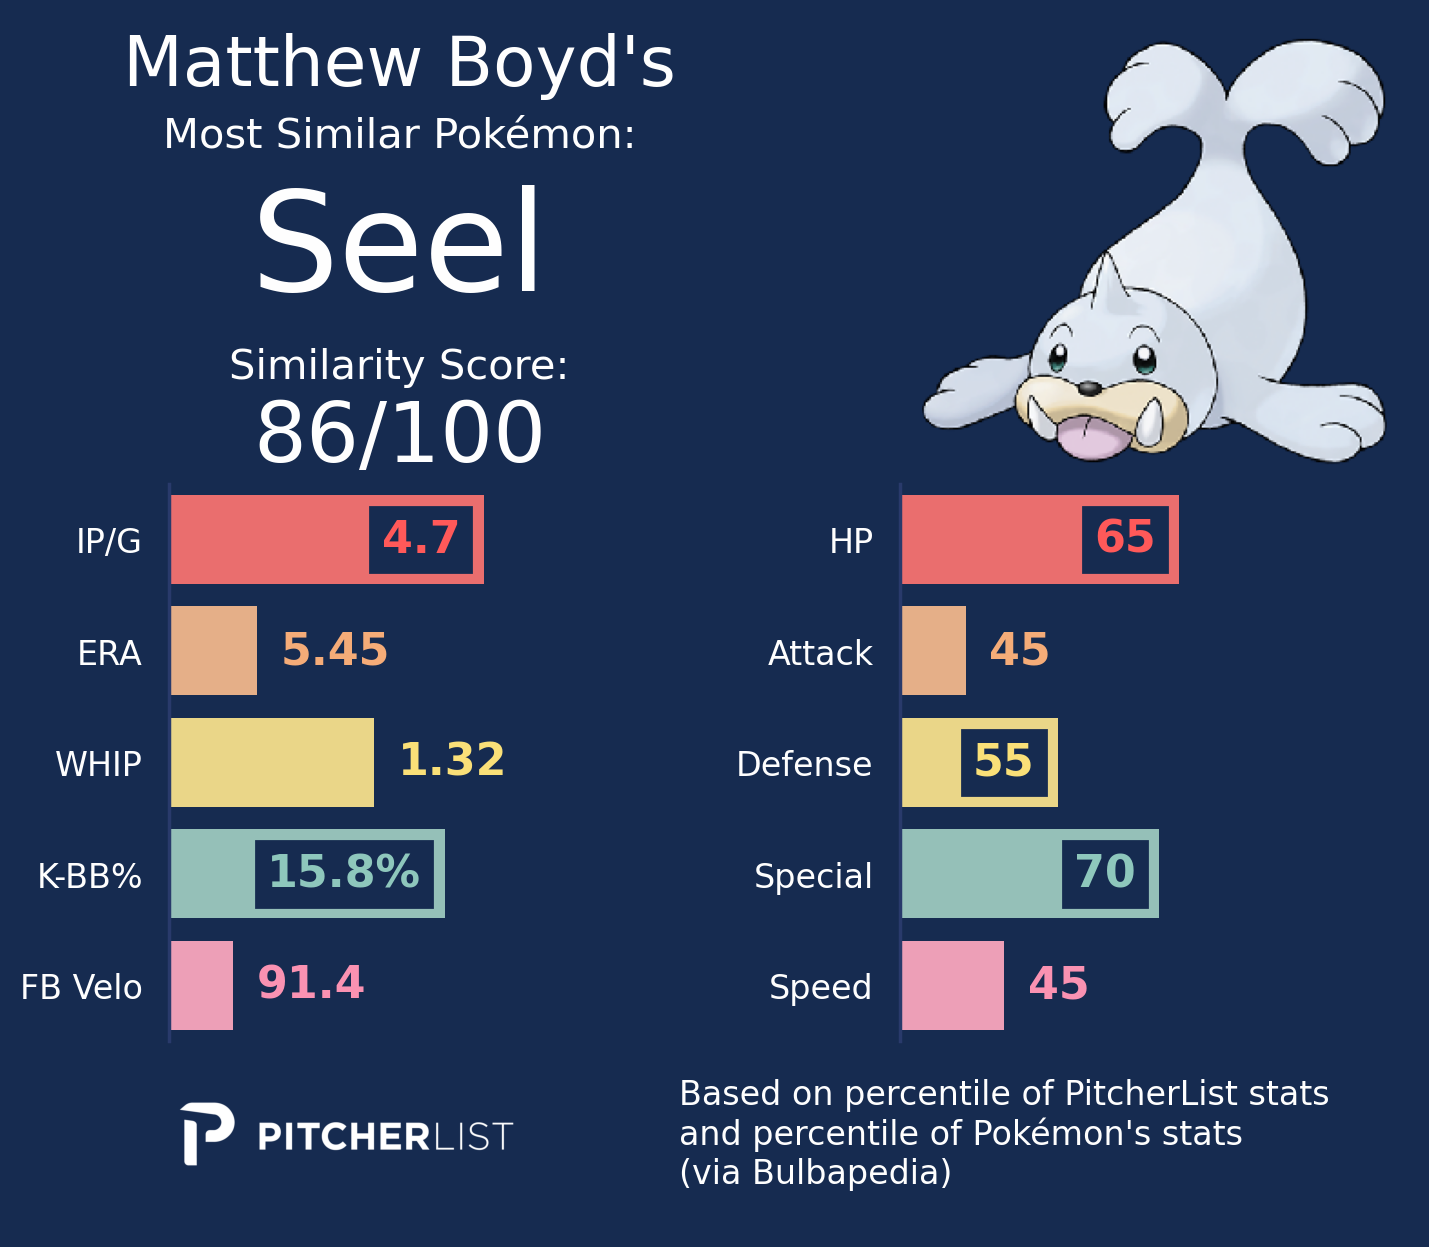 Matthew Boyd's
Most Similar Pokémon:
Seel
Similarity Score:
86/100
IP/G 4.7
ERA 5.45
WHIP 1.32
K-BB% 15.8%
FB Velo 91.4
HP 65
Attack 45
Defense 55
Special 70
Speed 45
PITCHERLIST
Based on percentile of PitcherList stats
and percentile of Pokémon's stats
(via Bulbapedia)